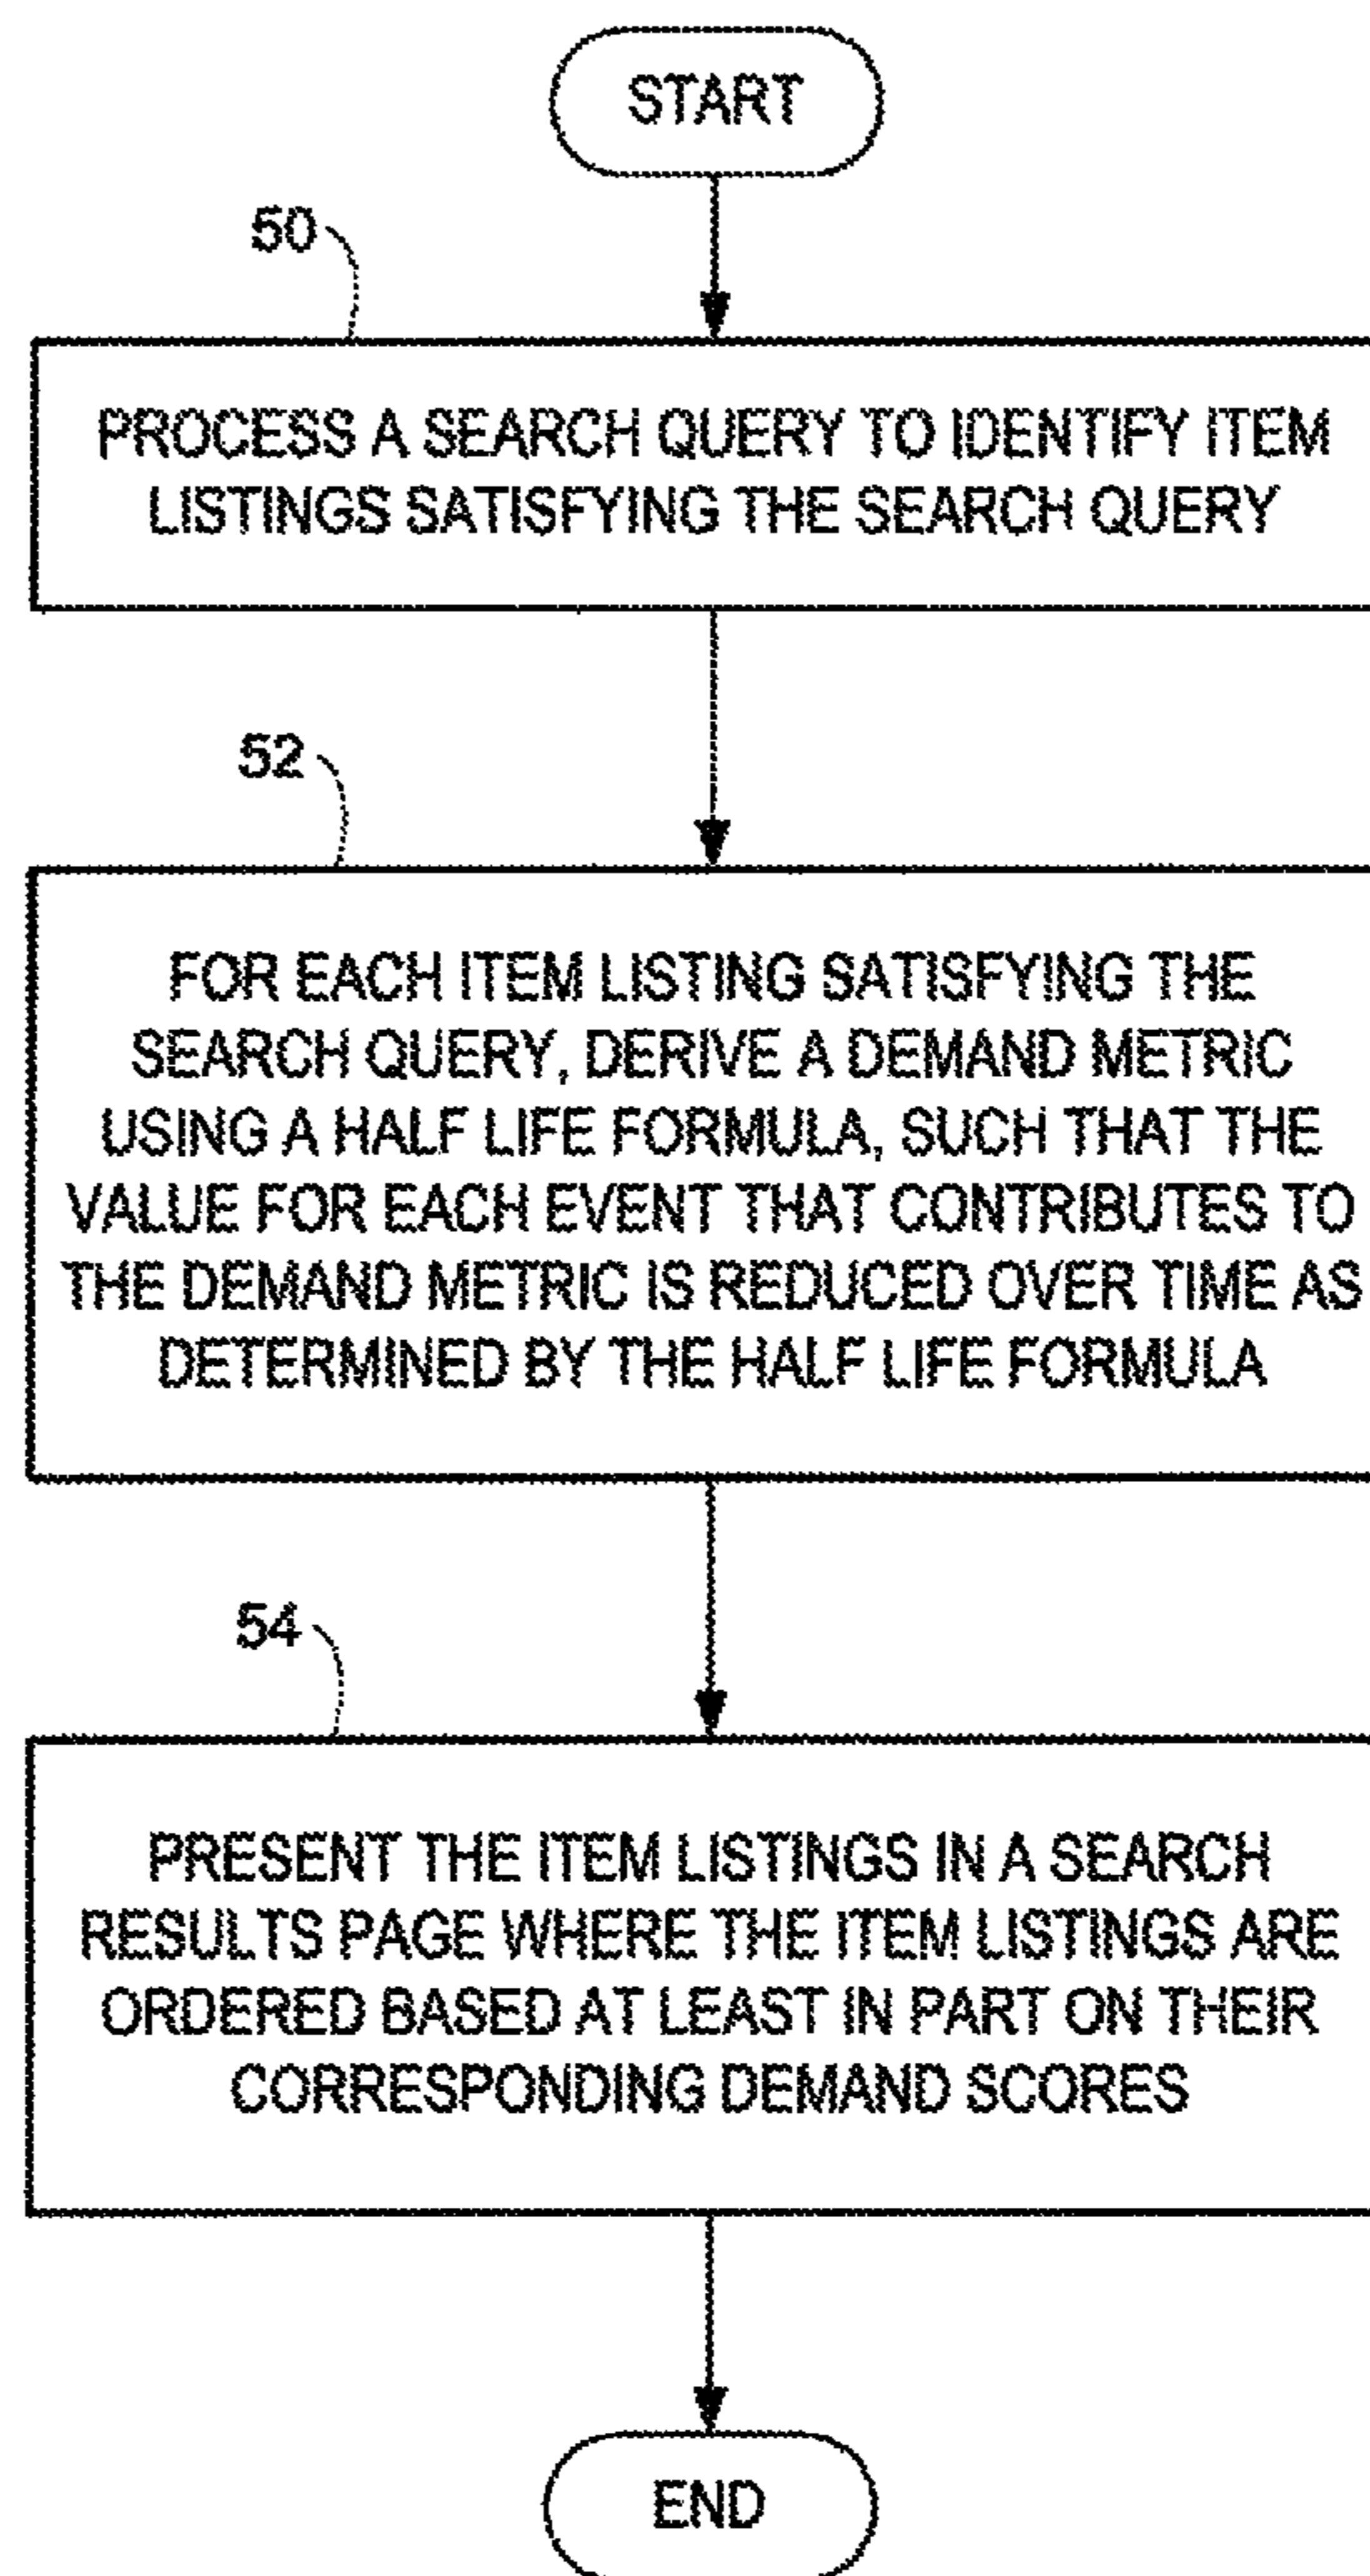 START
50
PROCESS A SEARCH QUERY TO IDENTIFY ITEM
LISTINGS SATISFYING THE SEARCH QUERY
52
FOR EACH ITEM LISTING SATISFYING THE
SEARCH QUERY, DERIVE A DEMAND METRIC
USING A HALF LIFE FORMULA, SUCH THAT THE
VALUE FOR EACH EVENT THAT CONTRIBUTES TO
THE DEMAND METRIC IS REDUCED OVER TIME AS
DETERMINED BY THE HALF LIFE FORMULA
54
PRESENT THE ITEM LISTINGS IN A SEARCH
RESULTS PAGE WHERE THE ITEM LISTINGS ARE
ORDERED BASED AT LEAST IN PART ON THEIR
CORRESPONDING DEMAND SCORES
END